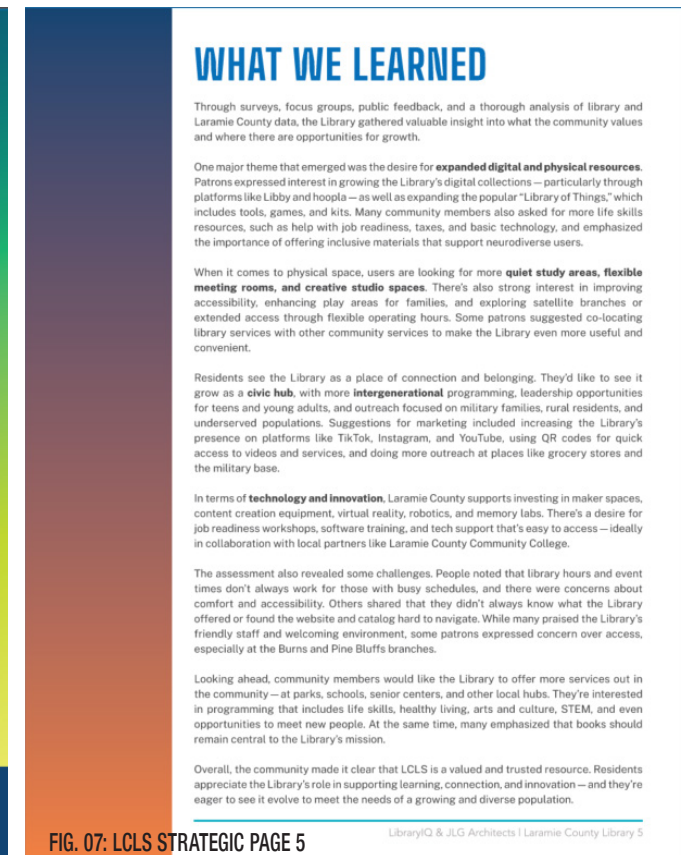 WHAT WE LEARNED
Through surveys, focus groups, public feedback, and a thorough analysis of library and
Laramie County data, the Library gathered valuable insight into what the community values
and where there are opportunities for growth.
One major theme that emerged was the desire for expanded digital and physical resources.
Patrons expressed interest in growing the Library's digital collections — particularly through
platforms like Libby and hoopla — as well as expanding the popular "Library of Things," which
includes tools, games, and kits. Many community members also asked for more life skills
resources, such as help with job readiness, taxes, and basic technology, and emphasized
the importance of offering inclusive materials that support neurodiverse users.
When it comes to physical space, users are looking for more quiet study areas, flexible
meeting rooms, and creative studio spaces. There's also strong interest in improving
accessibility, enhancing play areas for families, and exploring satellite branches or
extended access through flexible operating hours. Some patrons suggested co-locating
library services with other community services to make the Library even more useful and
convenient.
Residents see the Library as a place of connection and belonging. They'd like to see it
grow as a civic hub, with more intergenerational programming, leadership opportunities
for teens and young adults, and outreach focused on military families, rural residents, and
underserved populations. Suggestions for marketing included increasing the Library's
presence on platforms like TikTok, Instagram, and YouTube, using QR codes for quick
access to videos and services, and doing more outreach at places like grocery stores and
the military base.
In terms of technology and innovation, Laramie County supports investing in maker spaces,
content creation equipment, virtual reality, robotics, and memory labs. There's a desire for
job readiness workshops, software training, and tech support that's easy to access — ideally
in collaboration with local partners like Laramie County Community College.
The assessment also revealed some challenges. People noted that library hours and event
times don't always work for those with busy schedules, and there were concerns about
comfort and accessibility. Others shared that they didn't always know what the Library
offered or found the website and catalog hard to navigate. While many praised the Library's
friendly staff and welcoming environment, some patrons expressed concern over access,
especially at the Burns and Pine Bluffs branches.
Looking ahead, community members would like the Library to offer more services out in
the community — at parks, schools, senior centers, and other local hubs. They're interested
in programming that includes life skills, healthy living, arts and culture, STEM, and even
opportunities to meet new people. At the same time, many emphasized that books should
remain central to the Library's mission.
Overall, the community made it clear that LCLS is a valued and trusted resource. Residents
appreciate the Library's role in supporting learning, connection, and innovation — and they're
eager to see it evolve to meet the needs of a growing and diverse population.
LibraryIQ & JLG Architects | Laramie County Library 5
FIG. 07: LCLS STRATEGIC PAGE 5